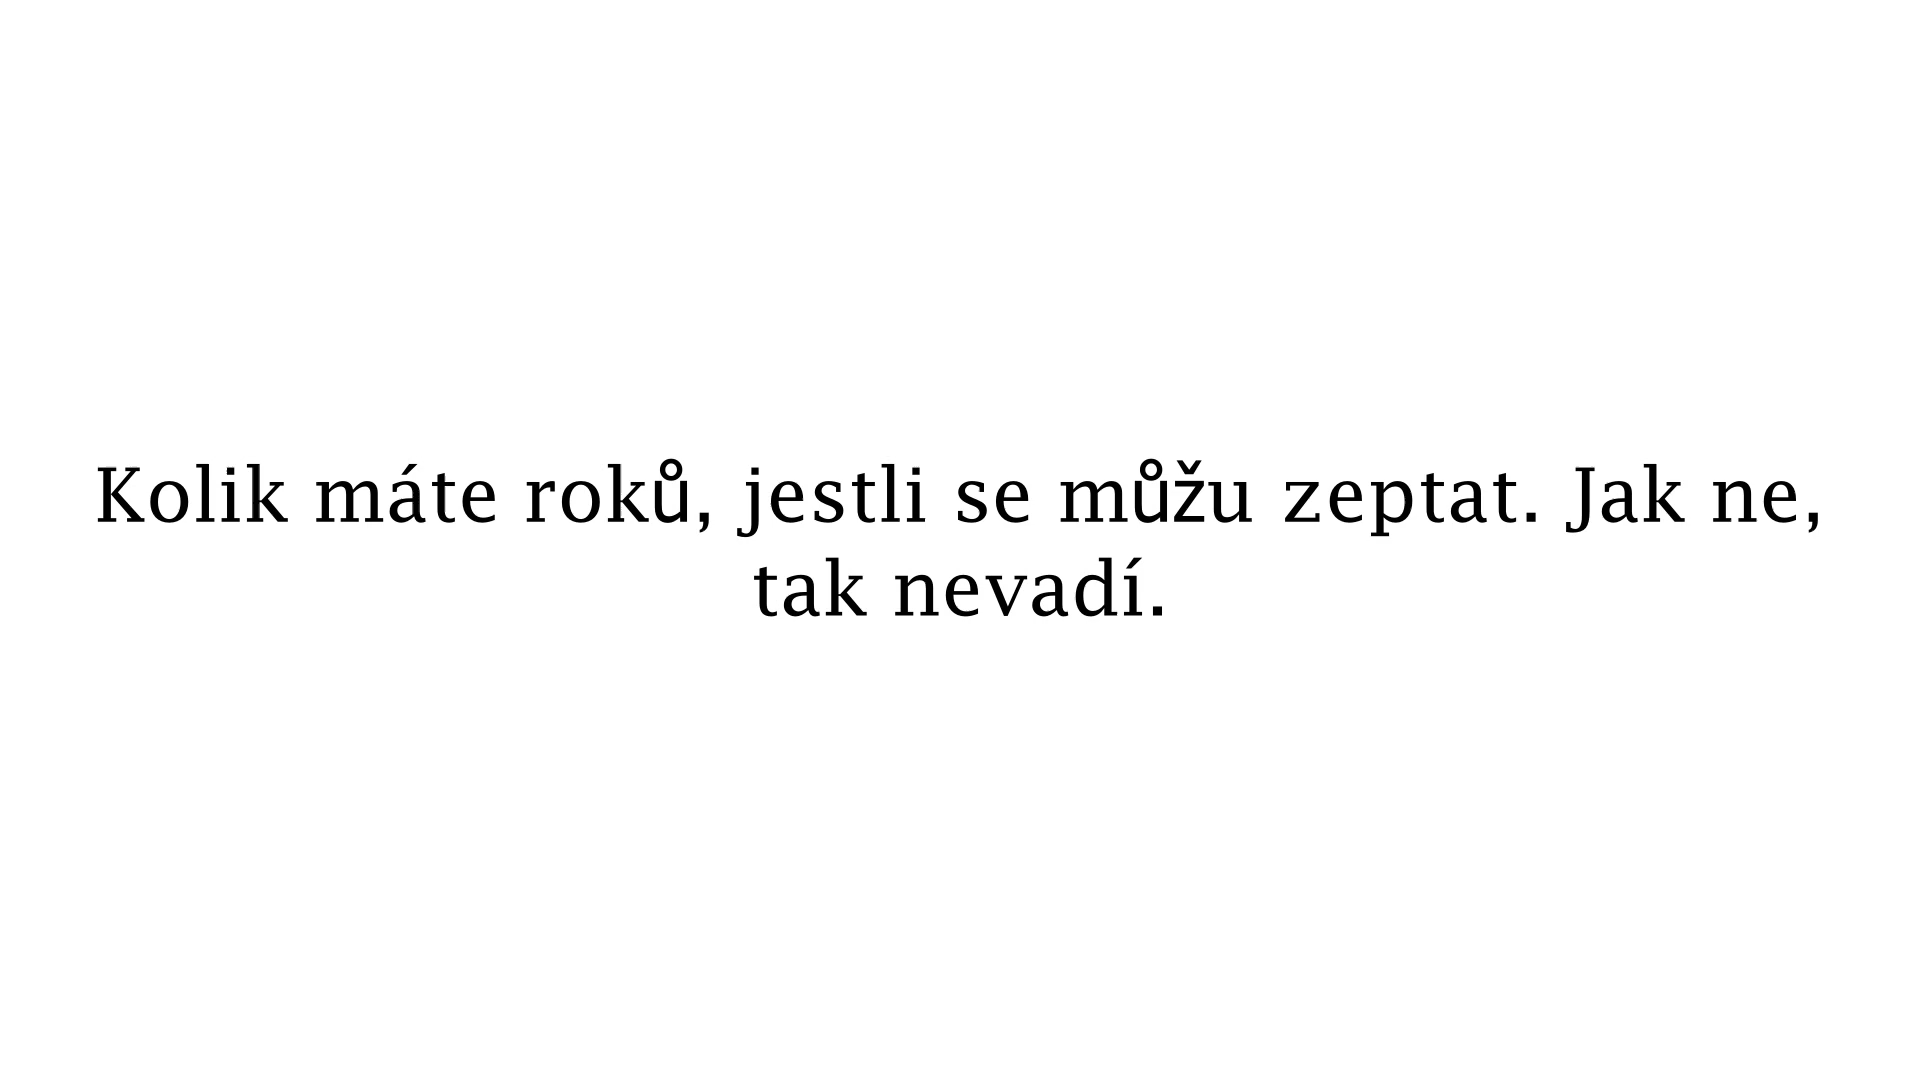 Kolik máte roků, jestli se můžu zeptat. Jak ne,
tak nevadí.